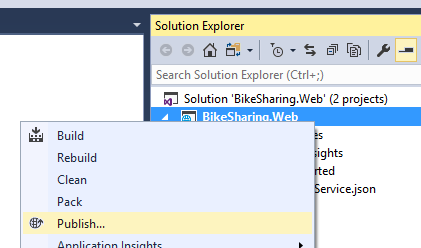 Solution Explorer
Search Solution Explorer (Ctrl+;)
Solution 'BikeSharing.Web' (2 projects)
BikeSharing.Web
Build
Rebuild
Clean
Pack
Publish...
Application Insights
es
sights
rted
Service.json